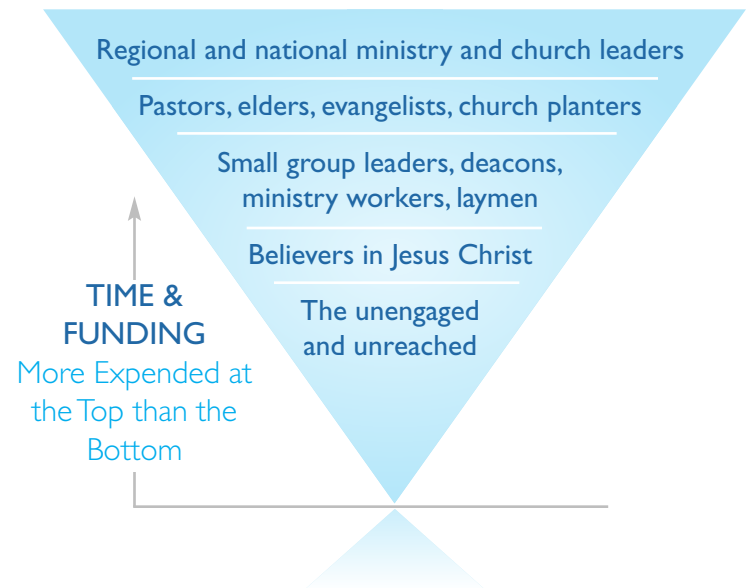 Regional and national ministry and church leaders
Pastors, elders, evangelists, church planters
Small group leaders, deacons,
ministry workers, laymen
Believers in Jesus Christ
The unengaged
and unreached
TIME &
FUNDING
More Expended at
the Top than the
Bottom